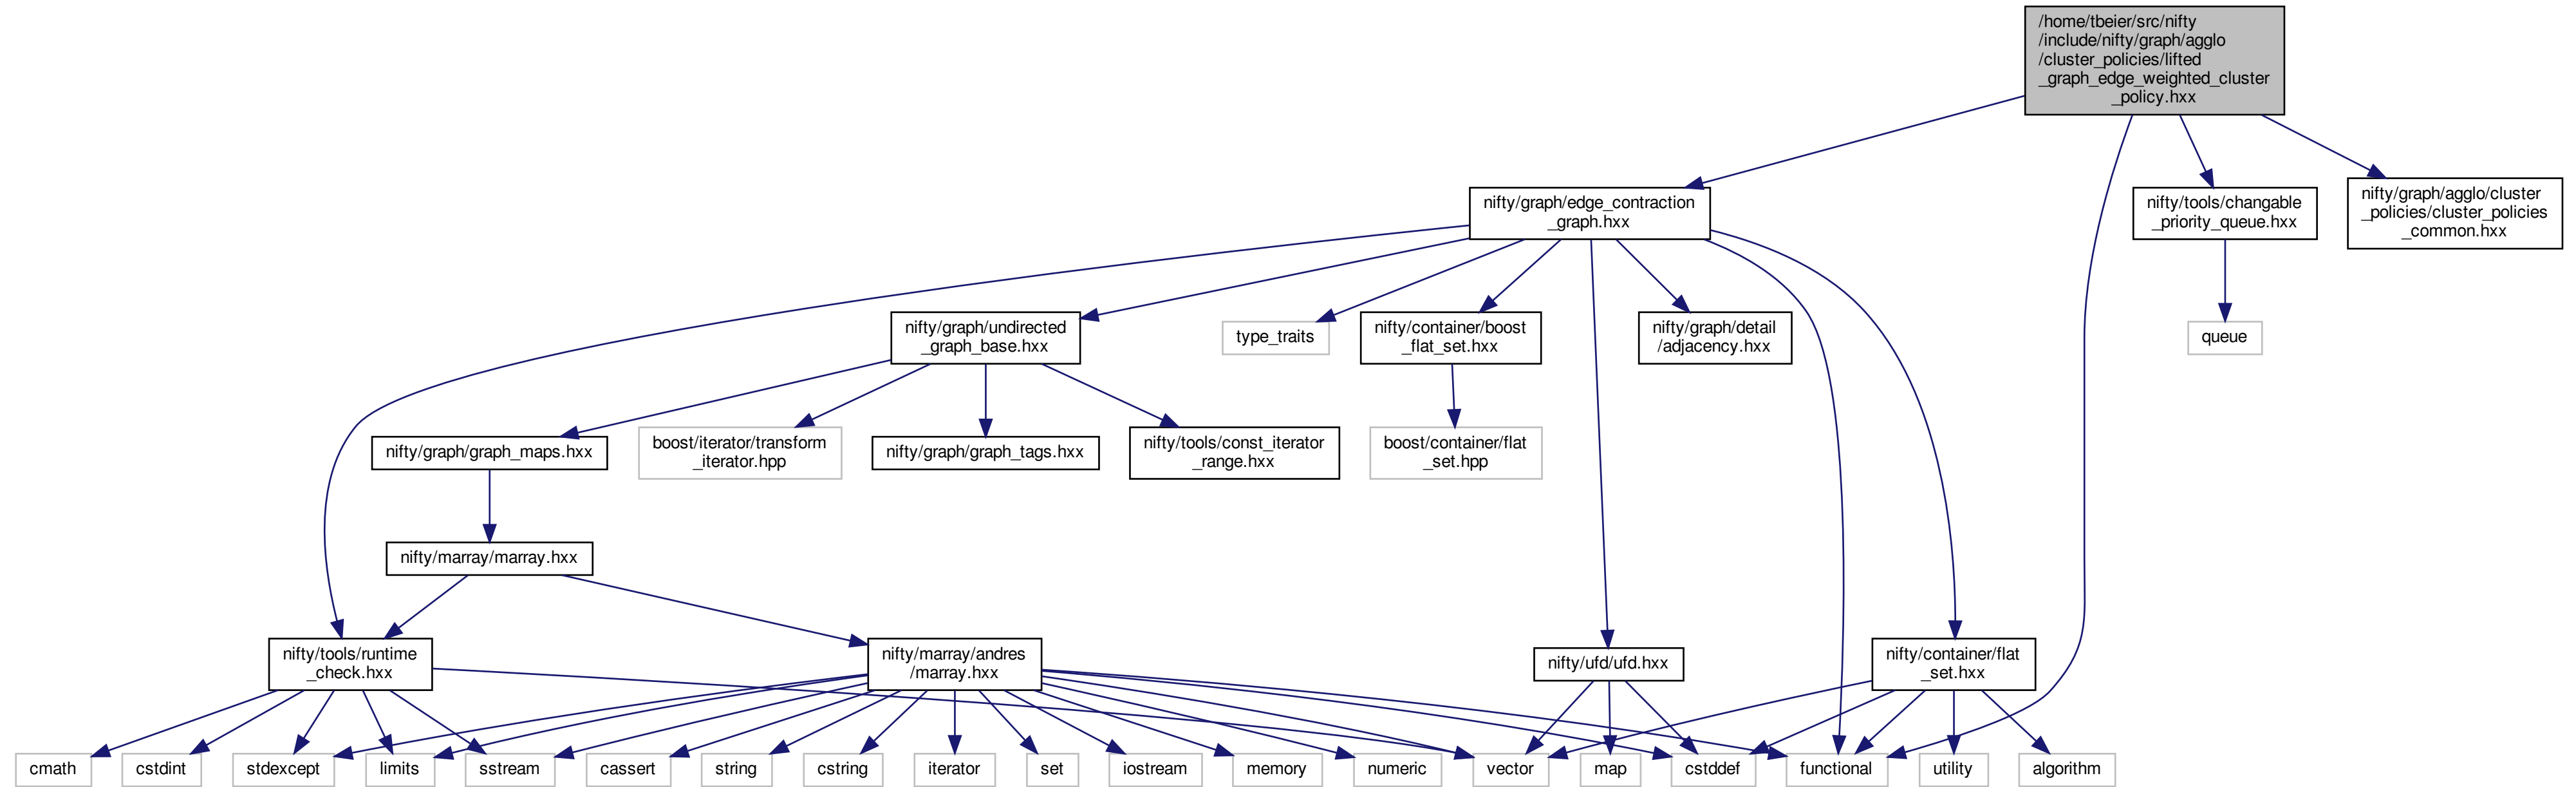 /home/tbeier/src/nifty
/include/nifty/graph/agglo
/cluster_policies/lifted
_graph_edge_weighted_cluster
_policy.hxx
nifty/graph/edge_contraction
_graph.hxx
nifty/tools/changable
_priority_queue.hxx
nifty/graph/agglo/cluster
_policies/cluster_policies
_common.hxx
nifty/graph/undirected
_graph_base.hxx
type_traits
nifty/container/boost
_flat_set.hxx
nifty/graph/detail
/adjacency.hxx
queue
nifty/graph/graph_maps.hxx
boost/iterator/transform
_iterator.hpp
nifty/graph/graph_tags.hxx
nifty/tools/const_iterator
_range.hxx
boost/container/flat
_set.hpp
nifty/marray/marray.hxx
nifty/tools/runtime
_check.hxx
nifty/marray/andres
/marray.hxx
nifty/ufd/ufd.hxx
nifty/container/flat
_set.hxx
cmath
cstdint
stdexcept
limits
sstream
cassert
string
cstring
iterator
set
iostream
memory
numeric
vector
map
cstddef
functional
utility
algorithm